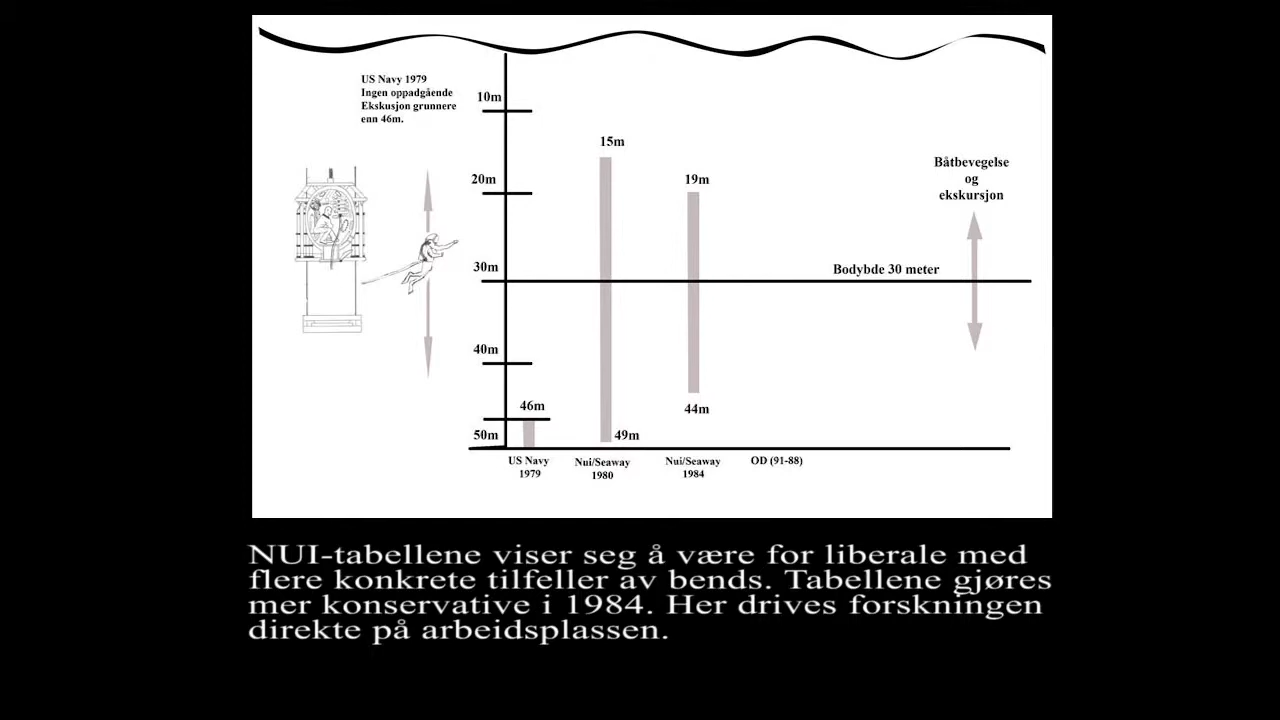 US Navy 1979
Ingen oppadgående
Ekskusjon grunnere
enn 46m.
10m
20m
30m
40m
50m
15m
19m
Båtbevegelse
og
ekskursjon
Bodybde 30 meter
46m
44m
49m
US Navy
1979
Nui/Seaway
1980
Nui/Seaway
1984
OD (91-88)
NUI-tabellene viser seg å være for liberale med
flere konkrete tilfeller av bends. Tabellene gjøres
mer konservative i 1984. Her drives forskningen
direkte på arbeidsplassen.